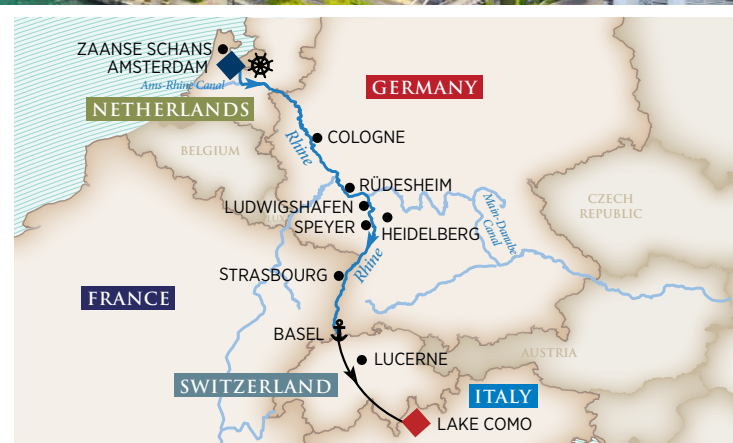 ZAANSE SCHANS
AMSTERDAM
Ams-Rhine Canal
NETHERLANDS
GERMANY
BELGIUM
Rhine
COLOGNE
RÜDESHEIM
LUDWIGSHAFEN
SPEYER
HEIDELBERG
Main-Danube
Canal
CZECH
REPUBLIC
Rhine
STRASBOURG
FRANCE
BASEL
LUCERNE
AUSTRIA
SWITZERLAND
ITALY
LAKE COMO